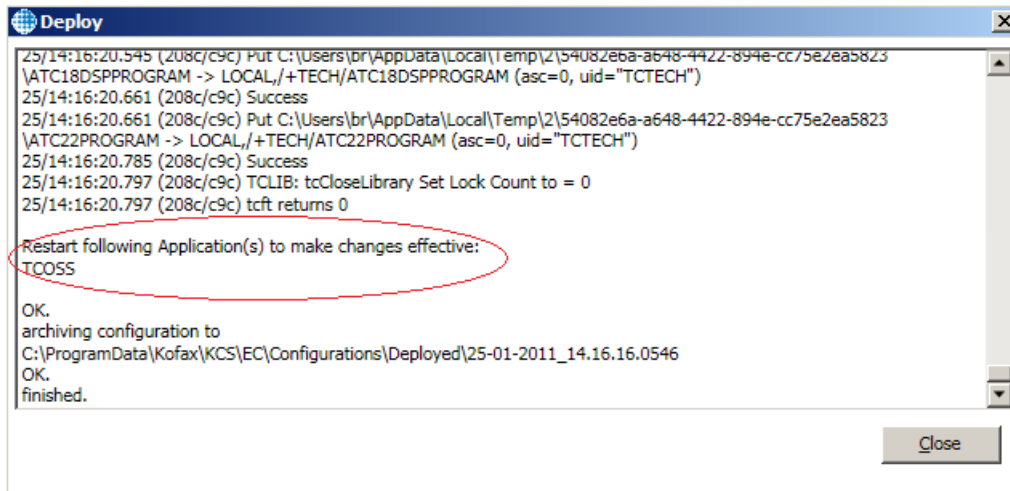 Deploy
25/14:16:20.545 (208c/c9c) Put C:\Users\br\AppData\Local\Temp\2\54082e6a-a648-4422-894e-cc75e2ea5823
\ATC18DSPPROGRAM -> LOCAL,/+TECH/ATC18DSPPROGRAM (asc=0, uid="TCTECH")
25/14:16:20.661 (208c/c9c) Success
25/14:16:20.661 (208c/c9c) Put C:\Users\br\AppData\Local\Temp\2\54082e6a-a648-4422-894e-cc75e2ea5823
\ATC22PROGRAM -> LOCAL,/+TECH/ATC22PROGRAM (asc=0, uid="TCTECH")
25/14:16:20.785 (208c/c9c) Success
25/14:16:20.797 (208c/c9c) TCLIB: tcCloseLibrary Set Lock Count to = 0
25/14:16:20.797 (208c/c9c) tcft returns 0
Restart following Application(s) to make changes effective:
TCOSS
OK.
archiving configuration to
C:\ProgramData\Kofax\KCS\EC\Configurations\Deployed\25-01-2011_14.16.16.0546
OK.
finished.
Close